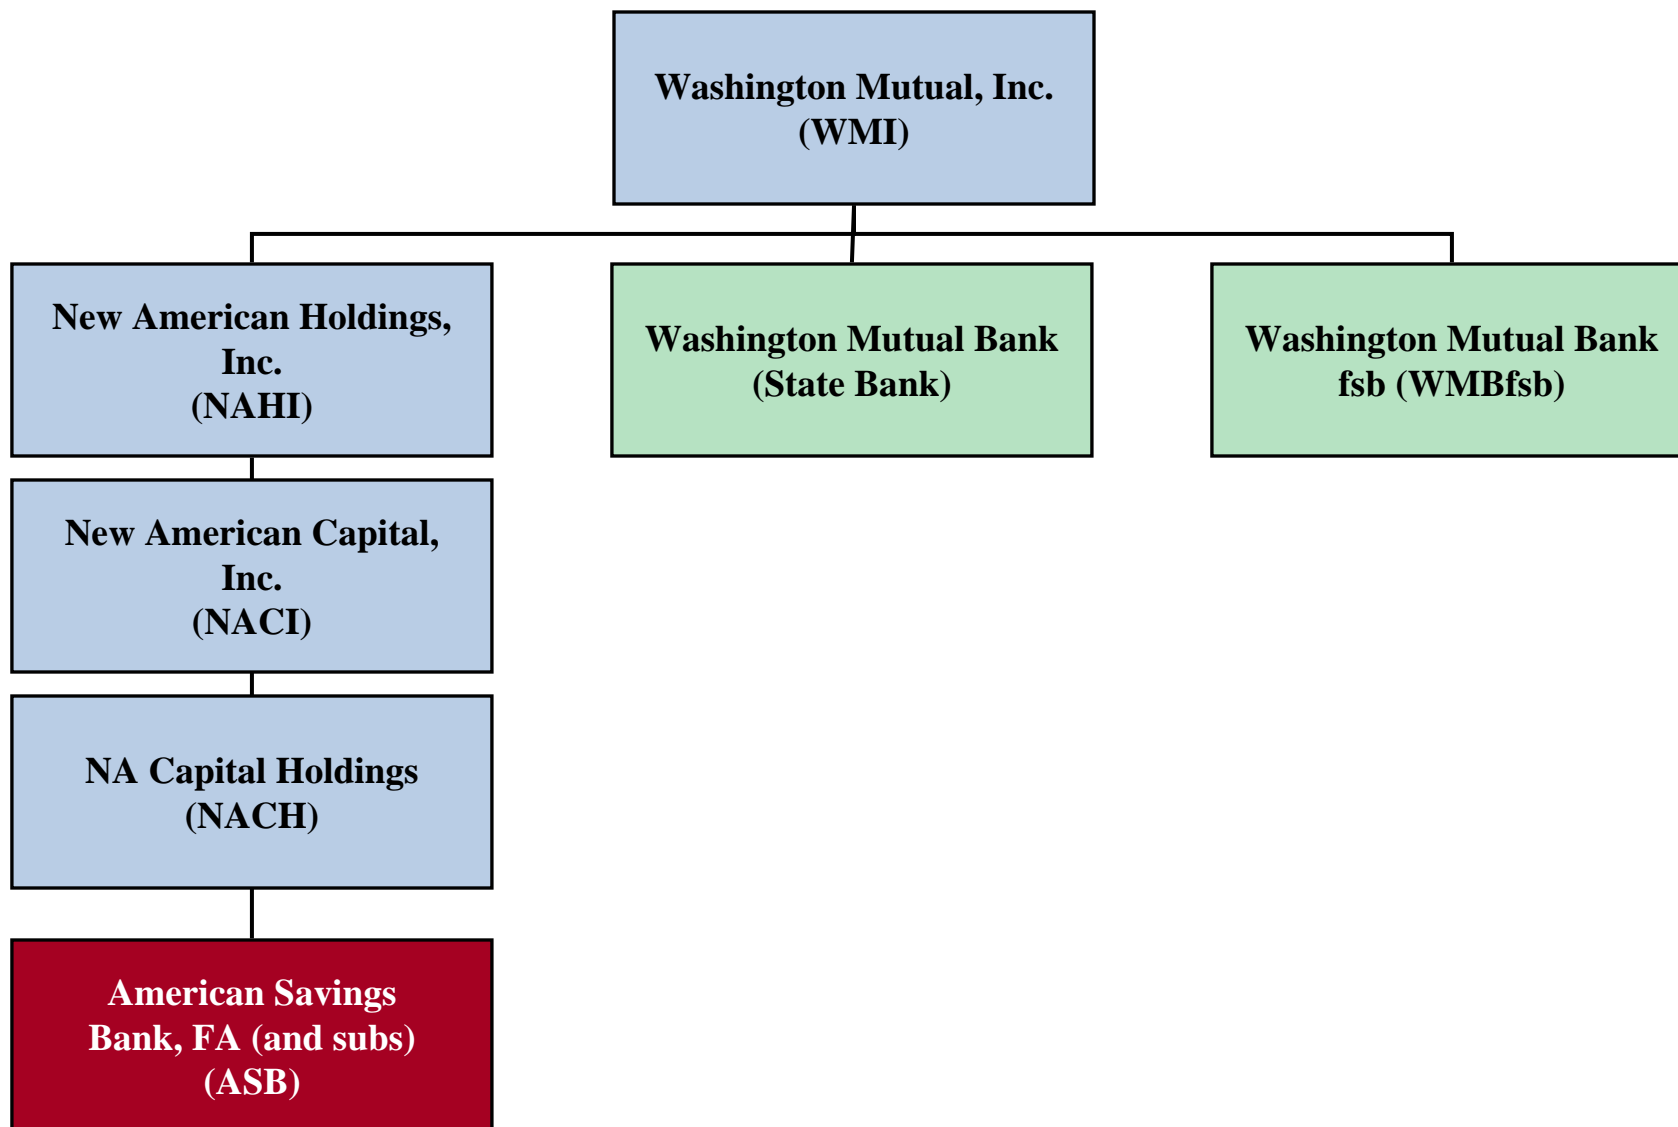 Washington Mutual, Inc.
(WMI)
New American Holdings,
Inc.
(NAHI)
Washington Mutual Bank
(State Bank)
Washington Mutual Bank
fsb (WMBfsb)
New American Capital,
Inc.
(NACI)
NA Capital Holdings
(NACH)
American Savings
Bank, FA (and subs)
(ASB)